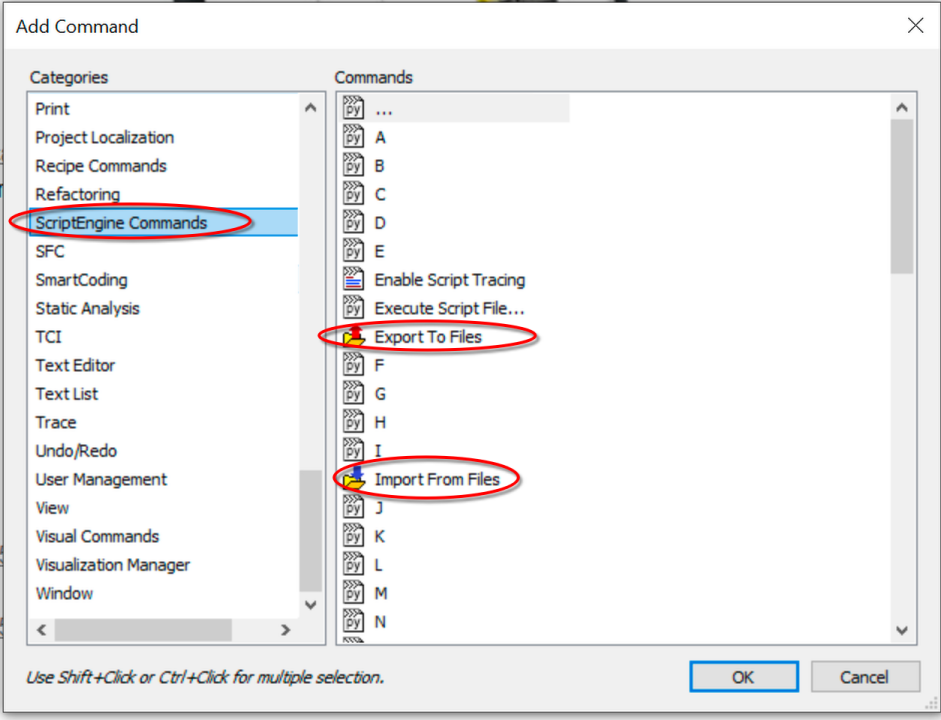 Add Command
Categories
Print
Project Localization
Recipe Commands
Refactoring
ScriptEngine Commands
SFC
SmartCoding
Static Analysis
TCI
Text Editor
Text List
Trace
Undo/Redo
User Management
View
Visual Commands
Visualization Manager
Window
Commands
py ...
py A
py B
py C
py D
py E
Enable Script Tracing
py Execute Script File...
Export To Files
py F
py G
py H
py I
Import From Files
py J
py K
py L
py M
py N
Use Shift+Click or Ctrl+Click for multiple selection.
OK
Cancel